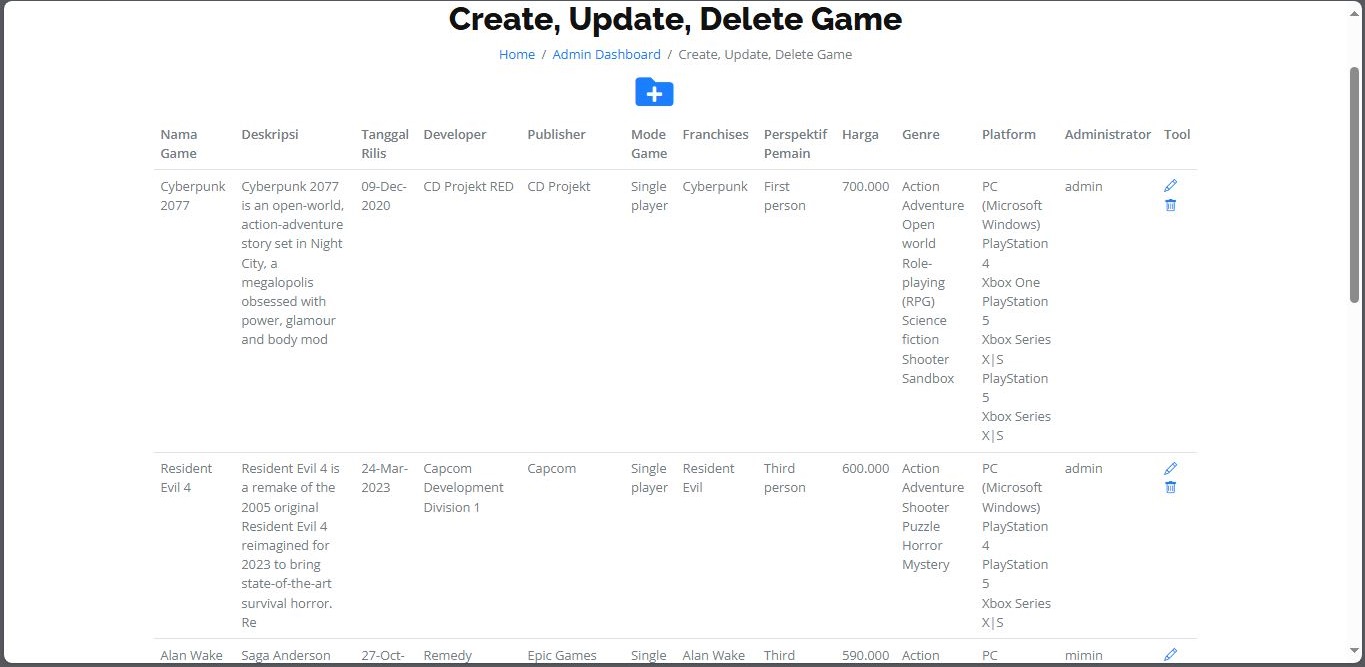 Create, Update, Delete Game
Home / Admin Dashboard / Create, Update, Delete Game
Nama
Game
Deskripsi
Tanggal
Rilis
Developer
Publisher
Mode
Game
Franchises
Perspektif
Pemain
Harga
Genre
Platform
Administrator
Tool
Cyberpunk
2077
Cyberpunk 2077
is an open-world,
action-adventure
story set in Night
City, a
megalopolis
obsessed with
power, glamour
and body mod
09-Dec-
2020
CD Projekt RED
CD Projekt
Single
player
Cyberpunk
First
person
700.000
Action
Adventure
Open
world
Role-
playing
(RPG)
Science
fiction
Shooter
Sandbox
PC
(Microsoft
Windows)
PlayStation
4
Xbox One
PlayStation
5
Xbox Series
X|S
PlayStation
5
Xbox Series
X|S
admin
Resident
Evil 4
Resident Evil 4 is
a remake of the
2005 original
Resident Evil 4
reimagined for
2023 to bring
state-of-the-art
survival horror.
Re
24-Mar-
2023
Capcom
Development
Division 1
Capcom
Single
player
Resident
Evil
Third
person
600.000
Action
Adventure
Shooter
Puzzle
Horror
Mystery
PC
(Microsoft
Windows)
PlayStation
4
PlayStation
5
Xbox Series
X|S
admin
Alan Wake
Saga Anderson
27-Oct-
Remedy
Epic Games
Single
Alan Wake
Third
590.000
Action
PC
mimin